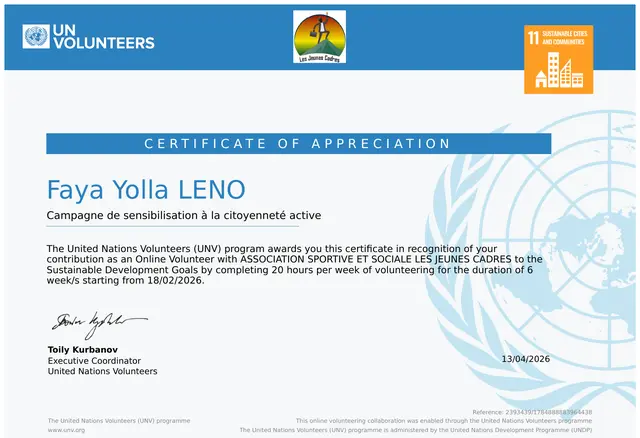 UN
VOLUNTEERS
Les Jeunes Cadres
11 SUSTAINABLE CITIES
AND COMMUNITIES
CERTIFICATE OF APPRECIATION
Faya Yolla LENO
Campagne de sensibilisation à la citoyenneté active
The United Nations Volunteers (UNV) program awards you this certificate in recognition of your
contribution as an Online Volunteer with ASSOCIATION SPORTIVE ET SOCIALE LES JEUNES CADRES to the
Sustainable Development Goals by completing 20 hours per week of volunteering for the duration of 6
week/s starting from 18/02/2026.
Toily Kurbanov
Executive Coordinator
United Nations Volunteers
13/04/2026
The United Nations Volunteers (UNV) programme
www.unv.org
This online volunteering collaboration was enabled through the United Nations Volunteers programme
The United Nations Volunteers (UNV) programme is administered by the United Nations Development Programme (UNDP)